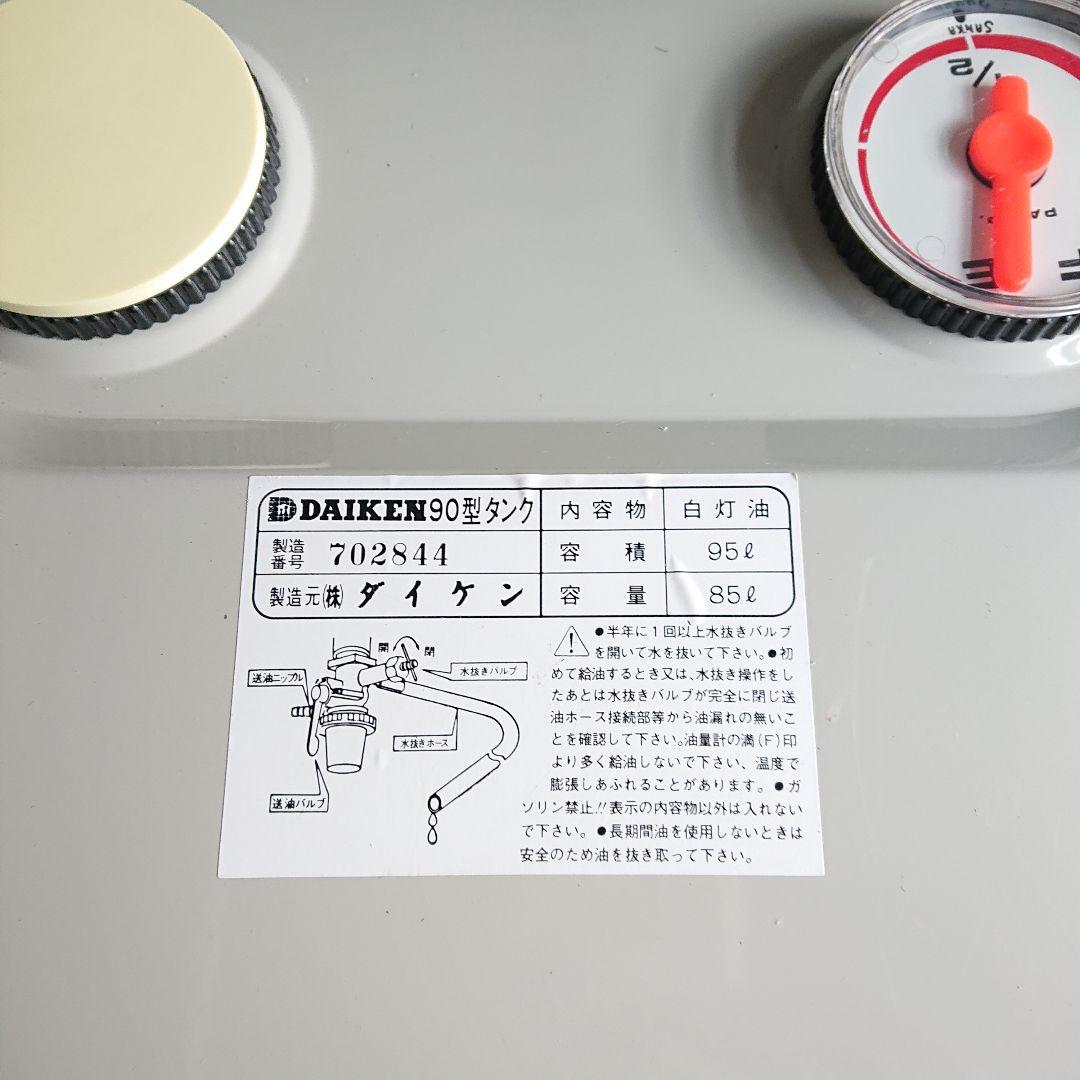 SANKA
1/2
PA
E
F
DAIKEN90型タンク 内容物 白灯油
製造番号 702844 容積 95ℓ
製造元(株) ダイケン 容量 85ℓ
開 閉
水抜きバルブ
送油ニップル
水抜きホース
送油バルブ
●半年に1回以上水抜きバルブ
を開いて水を抜いて下さい。●初
めて給油するとき又は、水抜き操作をし
たあとは水抜きバルブが完全に閉じ送
油ホース接続部等から油漏れの無いこ
とを確認して下さい。油量計の満(F)印
より多く給油しないで下さい、温度で
膨張しあふれることがあります。●ガ
ソリン禁止!!表示の内容物以外は入れない
で下さい。●長期間油を使用しないときは
安全のため油を抜き取って下さい。